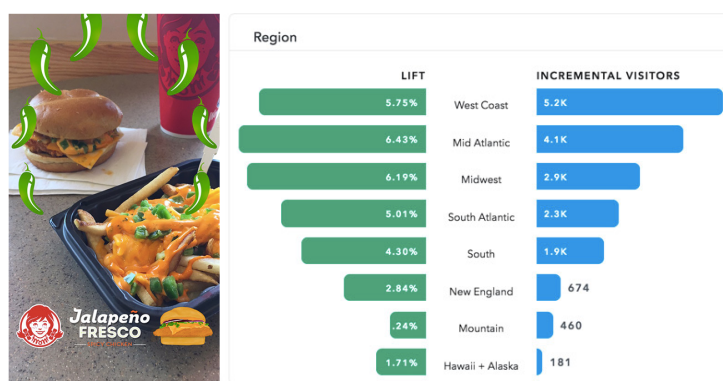 Region
LIFT
INCREMENTAL VISITORS
5.75% West Coast 5.2K
6.43% Mid Atlantic 4.1K
6.19% Midwest 2.9K
5.01% South Atlantic 2.3K
4.30% South 1.9K
2.84% New England 674
.24% Mountain 460
1.71% Hawaii + Alaska 181
Jalapeño
FRESCO